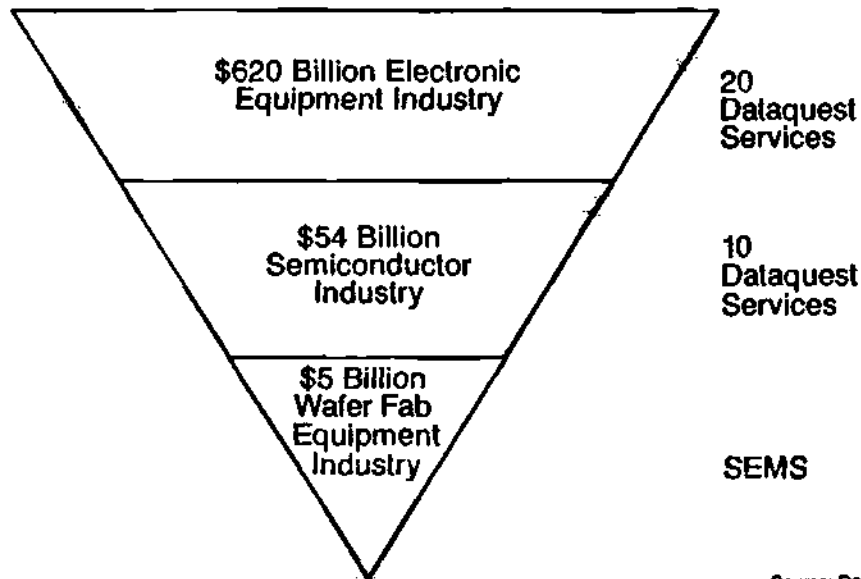 $620 Billion Electronic
Equipment Industry
20
Dataquest
Services
$54 Billion
Semiconductor
Industry
10
Dataquest
Services
$5 Billion
Wafer Fab
Equipment
Industry
SEMS